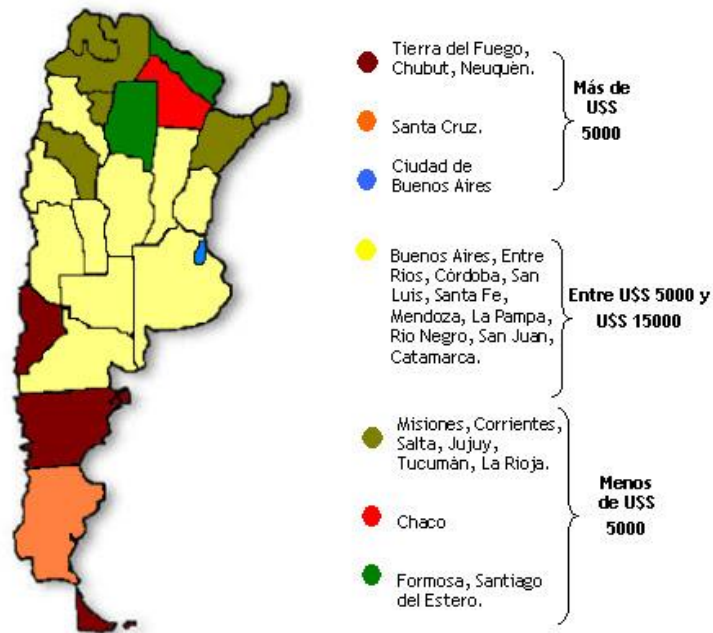 Tierra del Fuego,
Chubut, Neuquèn.
Santa Cruz.
Ciudad de
Buenos Aires
Más de
U$S
5000
Buenos Aires, Entre
Rìos, Còrdoba, San
Luis, Santa Fe,
Mendoza, La Pampa,
Rìo Negro, San Juan,
Catamarca.
Entre U$S 5000 y
U$S 15000
Misiones, Corrientes,
Salta, Jujuy,
Tucumán, La Rioja.
Chaco
Formosa, Santiago
del Estero.
Menos
de U$S
5000